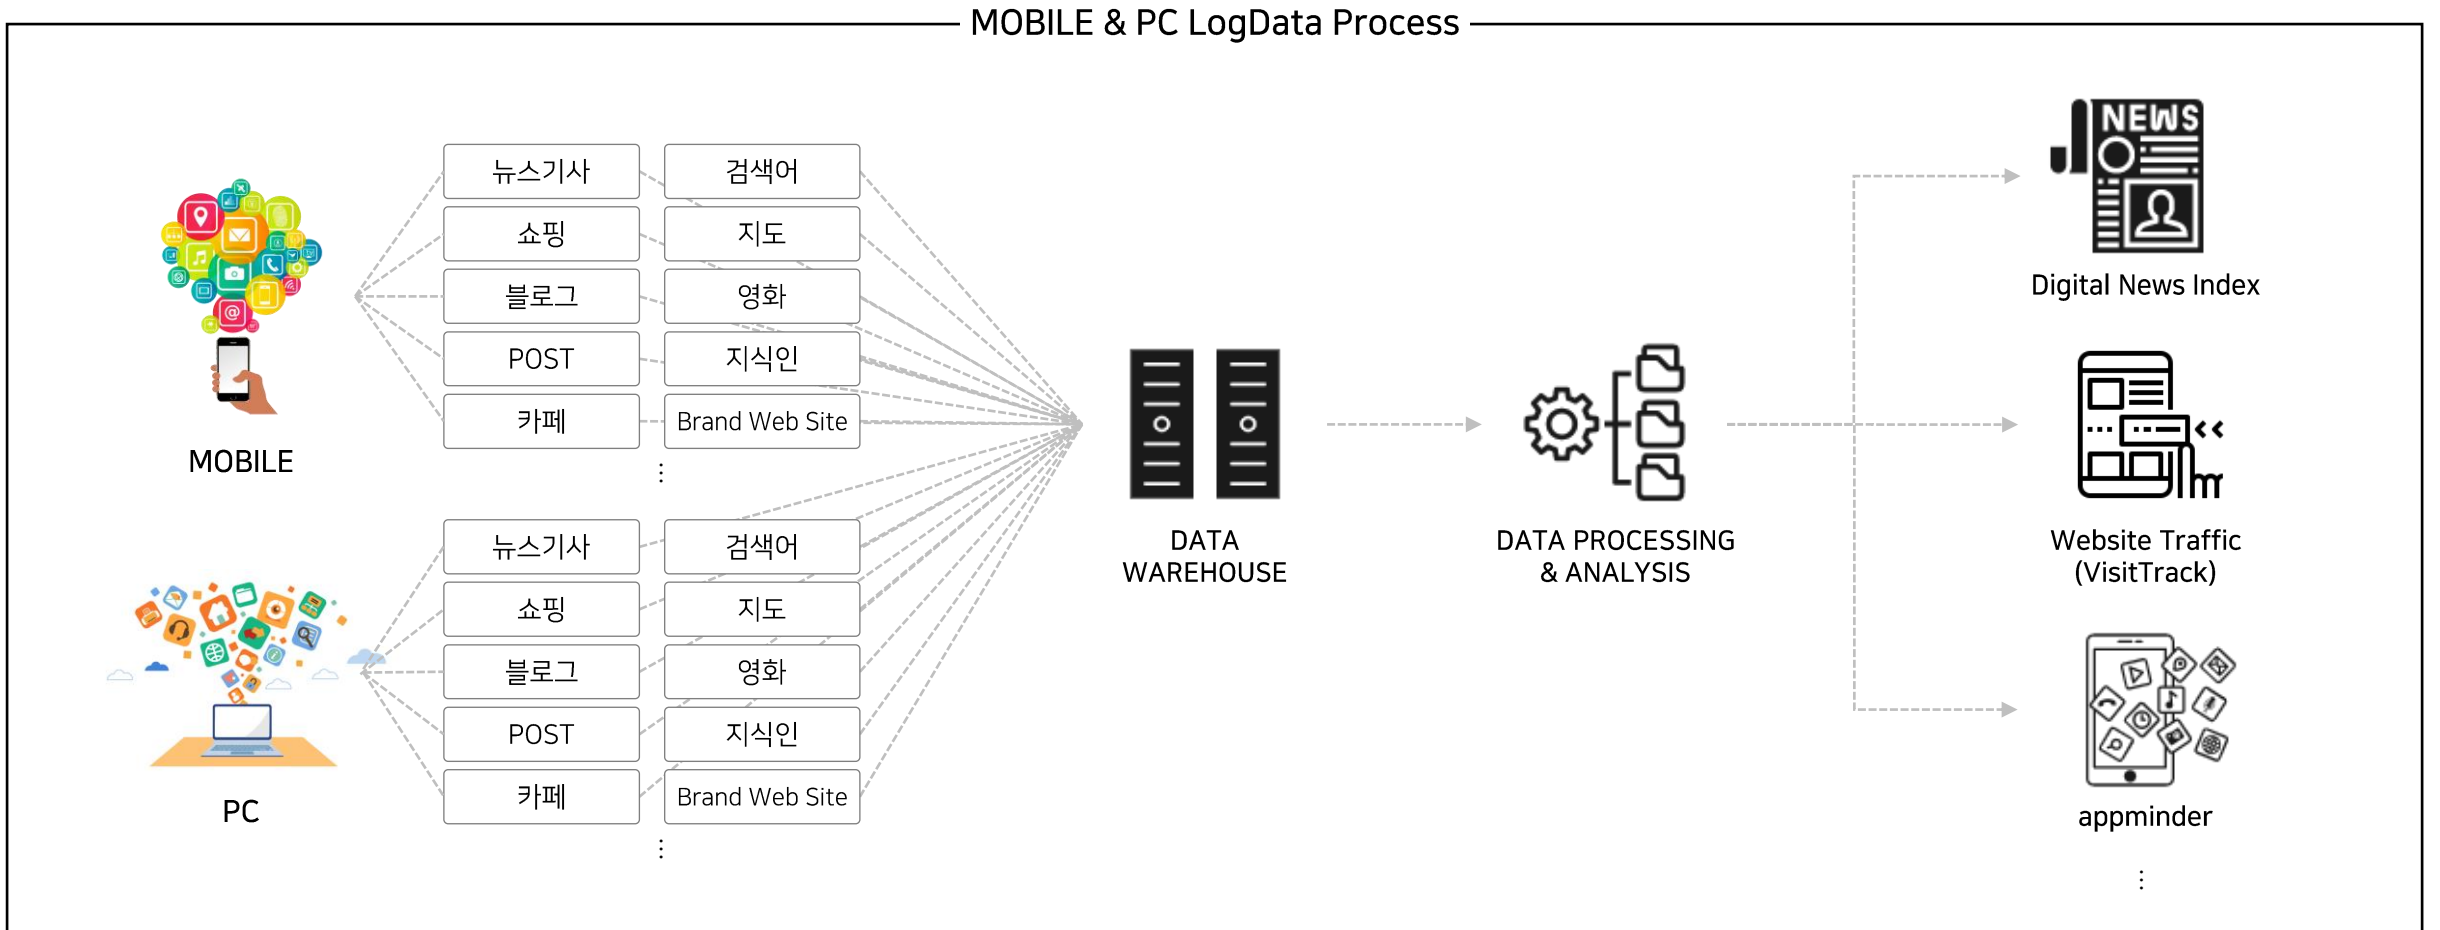 MOBILE & PC LogData Process
뉴스기사
검색어
쇼핑
지도
블로그
영화
POST
지식인
카페
Brand Web Site
⋮
MOBILE
뉴스기사
검색어
쇼핑
지도
블로그
영화
POST
지식인
카페
Brand Web Site
⋮
PC
DATA
WAREHOUSE
DATA PROCESSING
& ANALYSIS
NEWS
Digital News Index
Website Traffic
(VisitTrack)
appminder
⋮